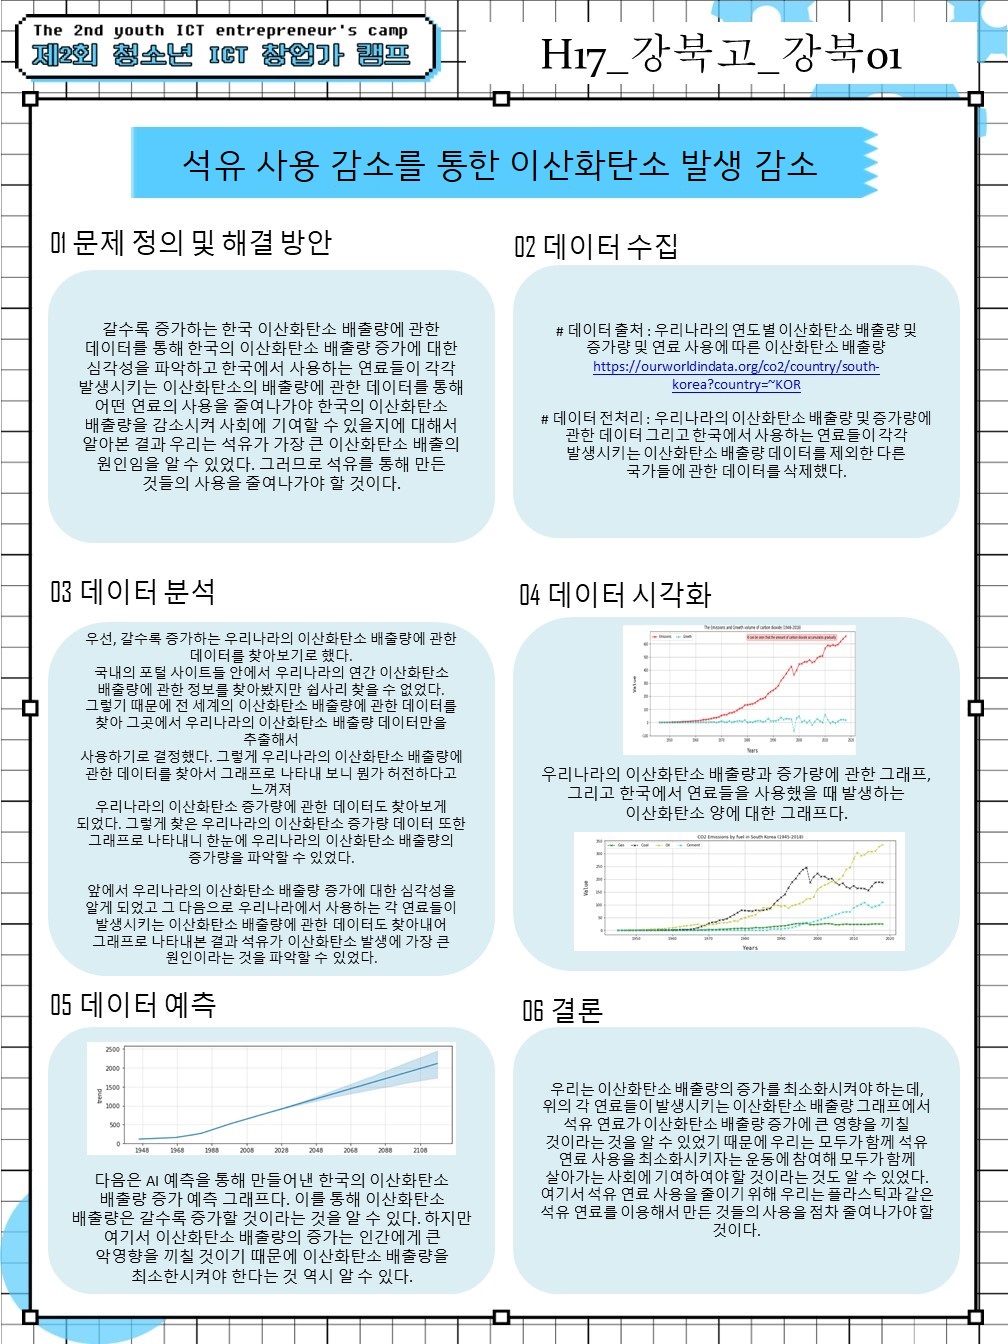 The 2nd youth ICT entrepreneur's camp
제2회 청소년 ICT 창업가 캠프
H17_강북고_강북01
석유 사용 감소를 통한 이산화탄소 발생 감소
01 문제 정의 및 해결 방안
갈수록 증가하는 한국 이산화탄소 배출량에 관한
데이터를 통해 한국의 이산화탄소 배출량 증가에 대한
심각성을 파악하고 한국에서 사용하는 연료들이 각각
발생시키는 이산화탄소의 배출량에 관한 데이터를 통해
어떤 연료의 사용을 줄여나가야 한국의 이산화탄소
배출량을 감소시켜 사회에 기여할 수 있을지에 대해서
알아본 결과 우리는 석유가 가장 큰 이산화탄소 배출의
원인임을 알 수 있었다. 그러므로 석유를 통해 만든
것들의 사용을 줄여나가야 할 것이다.
02 데이터 수집
# 데이터 출처 : 우리나라의 연도별 이산화탄소 배출량 및
증가량 및 연료 사용에 따른 이산화탄소 배출량
https://ourworldindata.org/co2/country/south-
korea?country=~KOR
# 데이터 전처리 : 우리나라의 이산화탄소 배출량 및 증가량에
관한 데이터 그리고 한국에서 사용하는 연료들이 각각
발생시키는 이산화탄소 배출량 데이터를 제외한 다른
국가들에 관한 데이터를 삭제했다.
03 데이터 분석
우선, 갈수록 증가하는 우리나라의 이산화탄소 배출량에 관한
데이터를 찾아보기로 했다.
국내의 포털 사이트들 안에서 우리나라의 연간 이산화탄소
배출량에 관한 정보를 찾아봤지만 쉽사리 찾을 수 없었다.
그렇기 때문에 전 세계의 이산화탄소 배출량에 관한 데이터를
찾아 그곳에서 우리나라의 이산화탄소 배출량 데이터만을
추출해서
사용하기로 결정했다. 그렇게 우리나라의 이산화탄소 배출량에
관한 데이터를 찾아서 그래프로 나타내 보니 뭔가 허전하다고
느껴져
우리나라의 이산화탄소 증가량에 관한 데이터도 찾아보게
되었다. 그렇게 찾은 우리나라의 이산화탄소 증가량 데이터 또한
그래프로 나타내니 한눈에 우리나라의 이산화탄소 배출량의
증가량을 파악할 수 있었다.
앞에서 우리나라의 이산화탄소 배출량 증가에 대한 심각성을
알게 되었고 그 다음으로 우리나라에서 사용하는 각 연료들이
발생시키는 이산화탄소 배출량에 관한 데이터도 찾아내어
그래프로 나타내본 결과 석유가 이산화탄소 발생에 가장 큰
원인이라는 것을 파악할 수 있었다.
04 데이터 시각화
The Emissions and Growth volume of carbon dioxide
Emissions Growth
Value
1950 1960 1970 1980 1990 2000 2010 2020
Years
우리나라의 이산화탄소 배출량과 증가량에 관한 그래프,
그리고 한국에서 연료들을 사용했을 때 발생하는
이산화탄소 양에 대한 그래프다.
CO2 Emissions by fuel in South Korea (1945-2018)
Gas Coal Oil Cement
350
300
250
200
150
100
50
0
Value
1950 1960 1970 1980 1990 2000 2010 2020
Years
05 데이터 예측
2500
2000
1500
1000
500
0
trend
1948 1968 1988 2008 2028 2048 2068 2088 2108
다음은 AI 예측을 통해 만들어낸 한국의 이산화탄소
배출량 증가 예측 그래프다. 이를 통해 이산화탄소
배출량은 갈수록 증가할 것이라는 것을 알 수 있다. 하지만
여기서 이산화탄소 배출량의 증가는 인간에게 큰
악영향을 끼칠 것이기 때문에 이산화탄소 배출량을
최소한시켜야 한다는 것 역시 알 수 있다.
06 결론
우리는 이산화탄소 배출량의 증가를 최소화시켜야 하는데,
위의 각 연료들이 발생시키는 이산화탄소 배출량 그래프에서
석유 연료가 이산화탄소 배출량 증가에 큰 영향을 끼칠
것이라는 것을 알 수 있었기 때문에 우리는 모두가 함께 석유
연료 사용을 최소화시키자는 운동에 참여해 모두가 함께
살아가는 사회에 기여하여야 할 것이라는 것도 알 수 있었다.
여기서 석유 연료 사용을 줄이기 위해 우리는 플라스틱과 같은
석유 연료를 이용해서 만든 것들의 사용을 점차 줄여나가야 할
것이다.